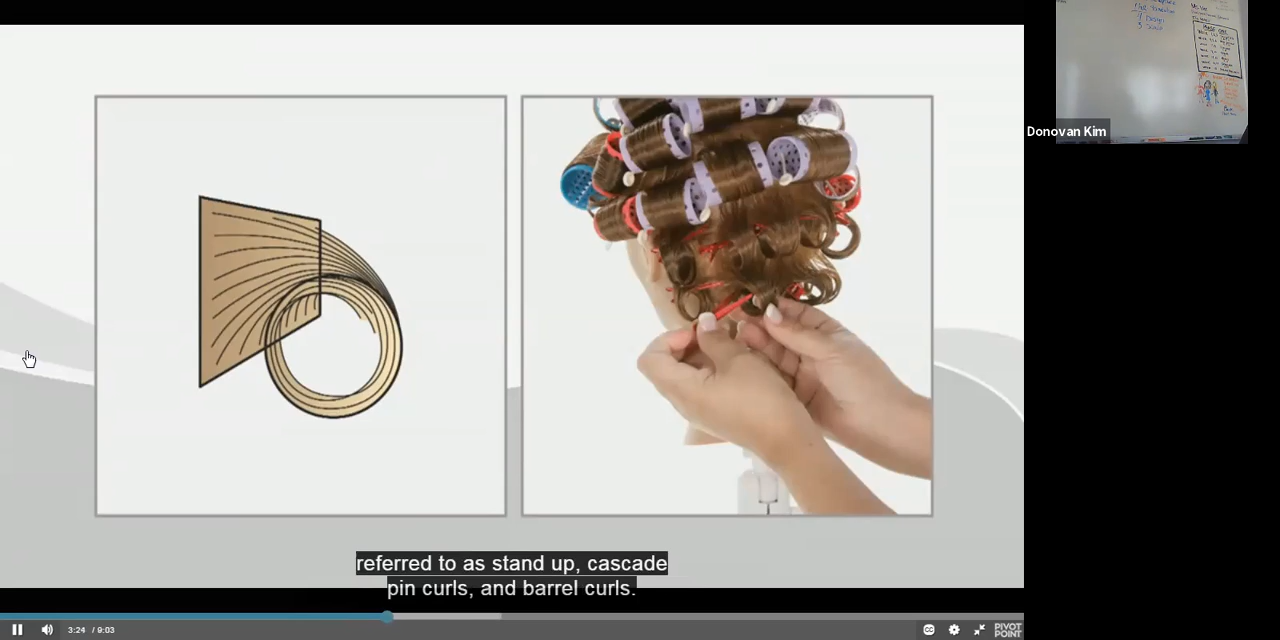 Donovan Kim
referred to as stand up, cascade
pin curls, and barrel curls.
3:24 / 9:03
CC
PIVOT
POINT